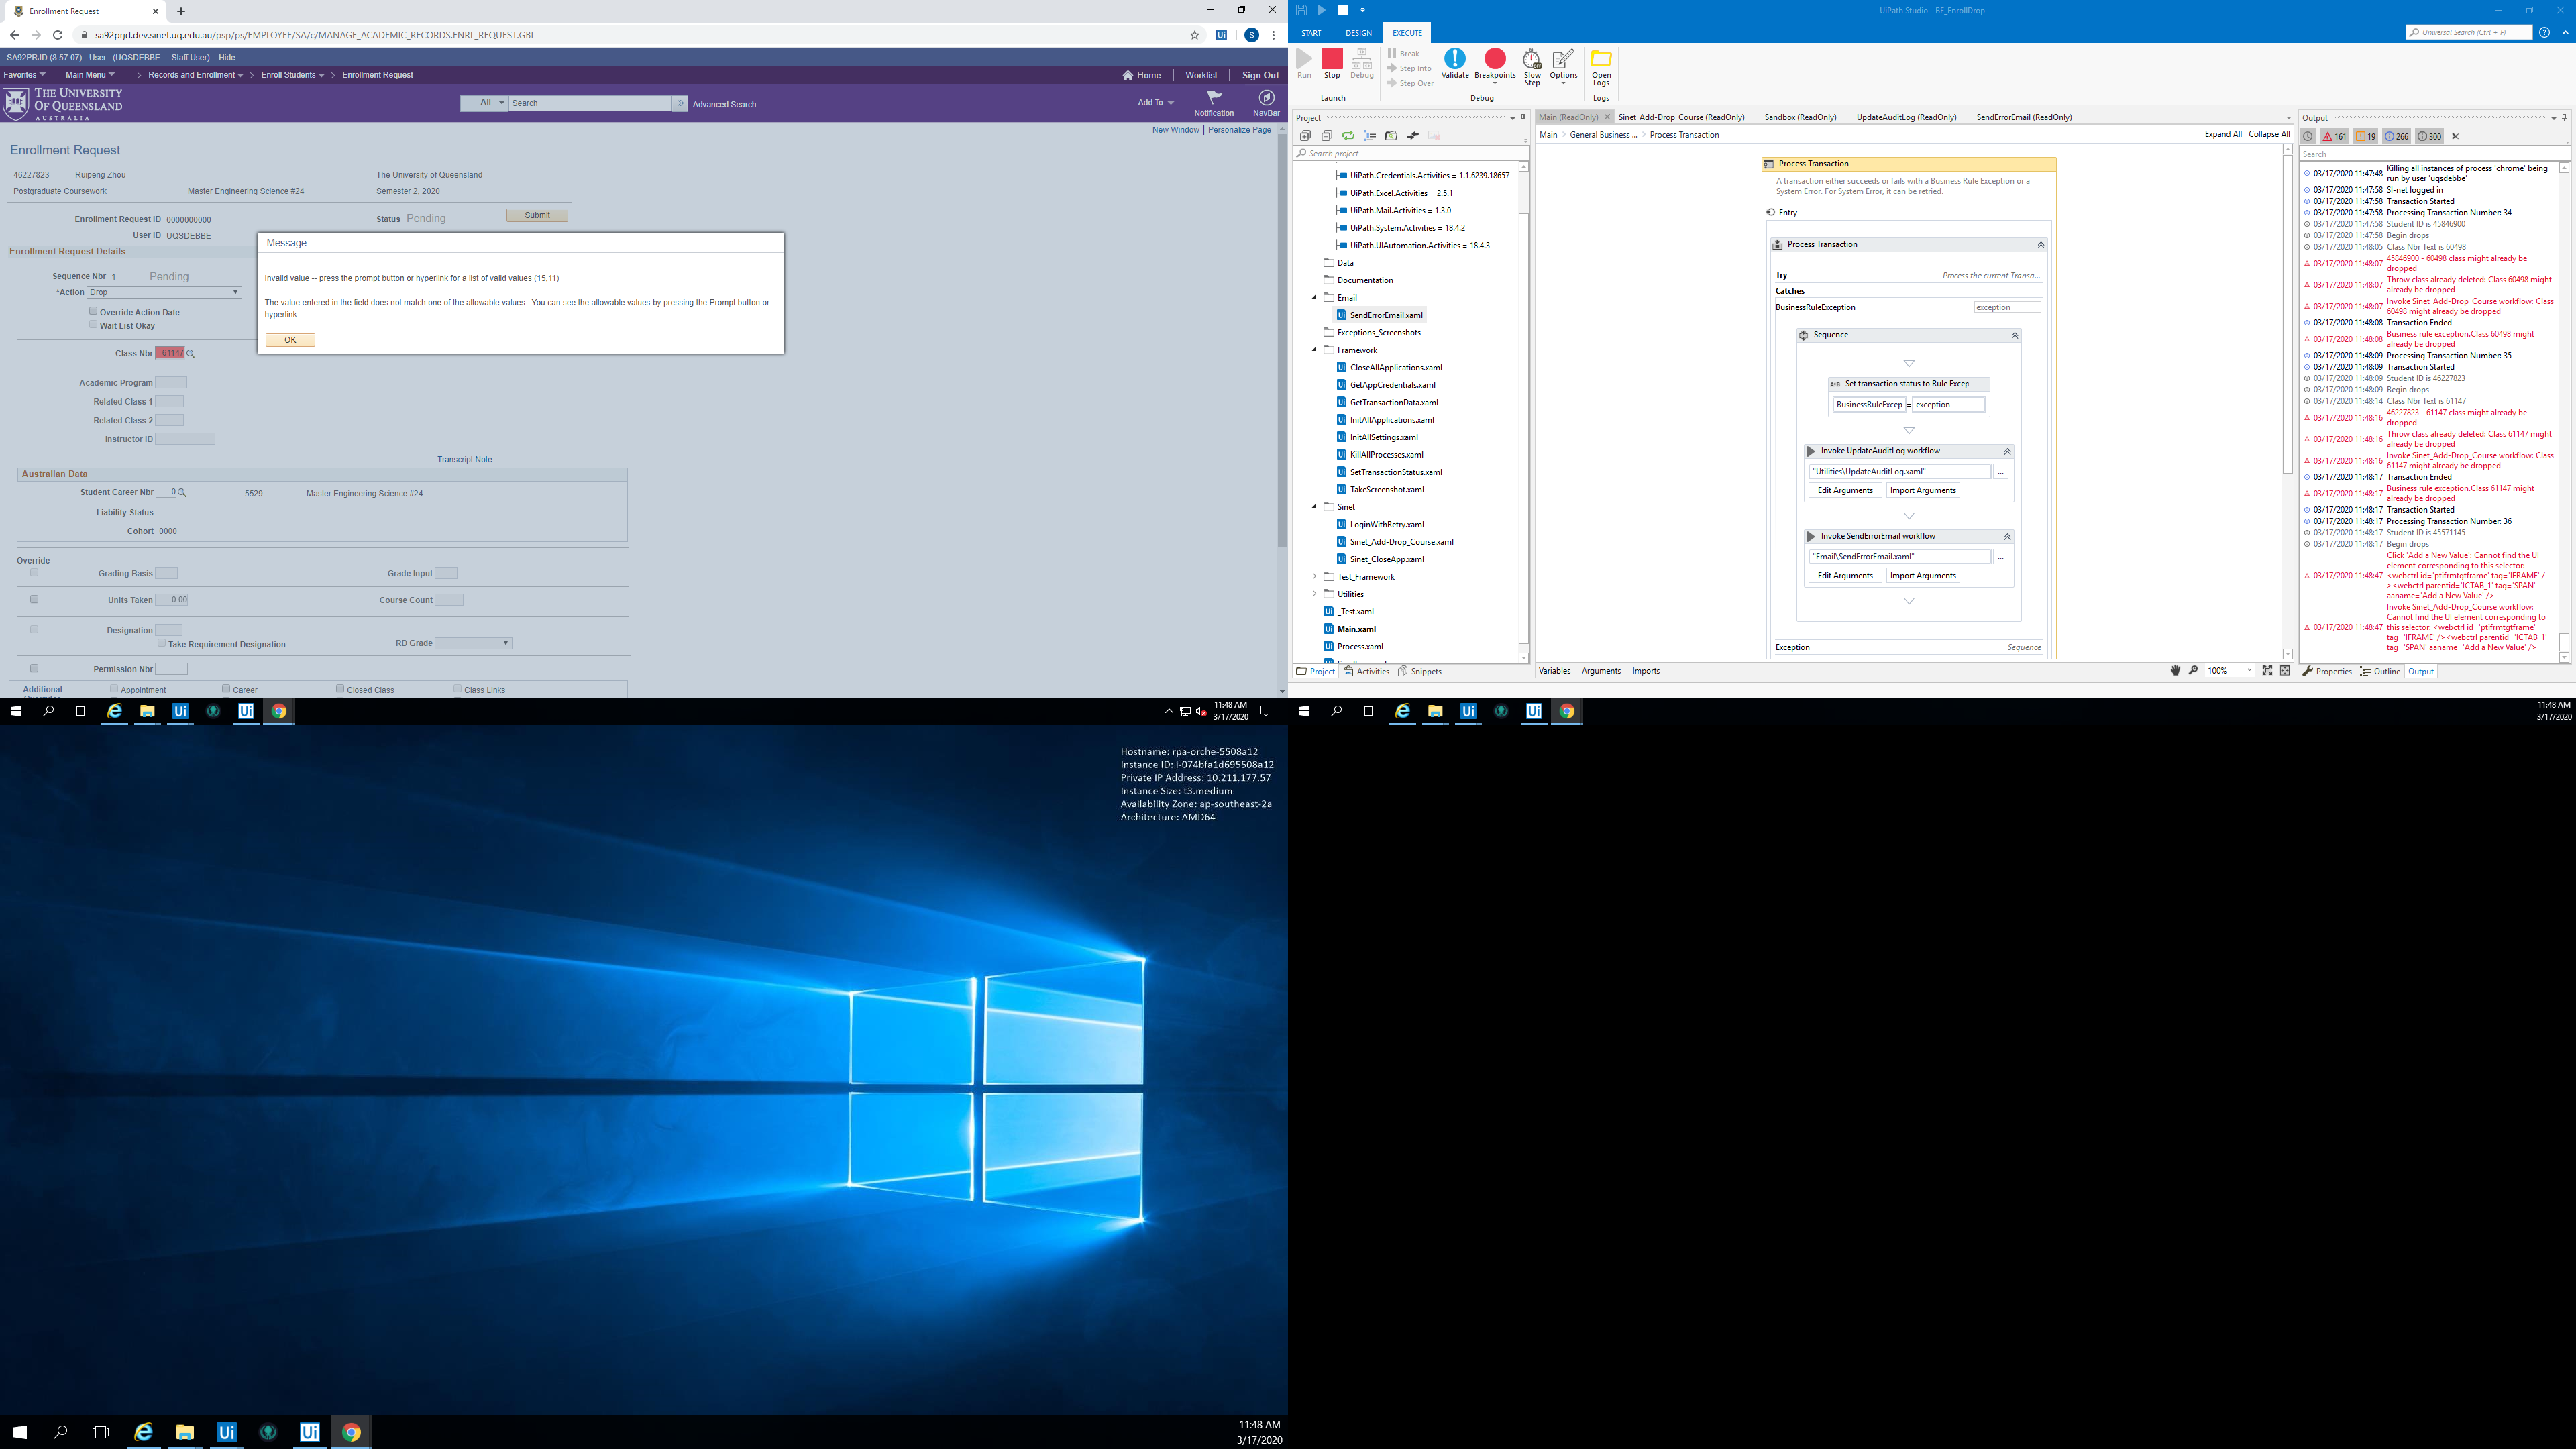 Enrollment Request
sa92prjd.dev.sinet.uq.edu.au/psp/ps/EMPLOYEE/SA/c/MANAGE_ACADEMIC_RECORDS.ENRL_REQUEST.GBL
SA92PRJD (8.57.07) - User : (UQSDEBBE : : Staff User) Hide
Favorites Main Menu > Records and Enrollment > Enroll Students > Enrollment Request
Home Worklist Sign Out
THE UNIVERSITY
OF QUEENSLAND
AUSTRALIA
All Search Advanced Search
Add To Notification NavBar
New Window | Personalize Page
Enrollment Request
46227823 Ruipeng Zhou The University of Queensland
Postgraduate Coursework Master Engineering Science #24 Semester 2, 2020
Enrollment Request ID 0000000000 Status Pending Submit
User ID UQSDEBBE
Enrollment Request Details
Message
Invalid value -- press the prompt button or hyperlink for a list of valid values (15,11)
The value entered in the field does not match one of the allowable values. You can see the allowable values by pressing the Prompt button or
hyperlink.
OK
Sequence Nbr 1 Pending
*Action Drop
Override Action Date
Wait List Okay
Class Nbr 61147
Academic Program
Related Class 1
Related Class 2
Instructor ID
Transcript Note
Australian Data
Student Career Nbr 0 5529 Master Engineering Science #24
Liability Status
Cohort 0000
Override
Grading Basis Grade Input
Units Taken 0.00 Course Count
Designation
Take Requirement Designation RD Grade
Permission Nbr
Additional Appointment Career Closed Class Class Links
11:48 AM
3/17/2020
UiPath Studio - BE_EnrollDrop
START DESIGN EXECUTE
Universal Search (Ctrl + F)
Run Stop Debug
Break
Step Into
Step Over
Validate Breakpoints Slow Step Options Open Logs
Launch Debug Logs
Project
Search project
UiPath.Credentials.Activities = 1.1.6239.18657
UiPath.Excel.Activities = 2.5.1
UiPath.Mail.Activities = 1.3.0
UiPath.System.Activities = 18.4.2
UiPath.UIAutomation.Activities = 18.4.3
Data
Documentation
Email
SendErrorEmail.xaml
Exceptions_Screenshots
Framework
CloseAllApplications.xaml
GetAppCredentials.xaml
GetTransactionData.xaml
InitAllApplications.xaml
InitAllSettings.xaml
KillAllProcesses.xaml
SetTransactionStatus.xaml
TakeScreenshot.xaml
Sinet
LoginWithRetry.xaml
Sinet_Add-Drop_Course.xaml
Sinet_CloseApp.xaml
Test_Framework
Utilities
_Test.xaml
Main.xaml
Process.xaml
Project Activities Snippets
Main (ReadOnly) Sinet_Add-Drop_Course (ReadOnly) Sandbox (ReadOnly) UpdateAuditLog (ReadOnly) SendErrorEmail (ReadOnly)
Main > General Business ... > Process Transaction
Expand All Collapse All
Process Transaction
A transaction either succeeds or fails with a Business Rule Exception or a
System Error. For System Error, it can be retried.
Entry
Process Transaction
Try Process the current Transa...
Catches
BusinessRuleException exception
Sequence
A*B Set transaction status to Rule Excep
BusinessRuleExcep = exception
Invoke UpdateAuditLog workflow
"Utilities\UpdateAuditLog.xaml" ...
Edit Arguments Import Arguments
Invoke SendErrorEmail workflow
"Email\SendErrorEmail.xaml" ...
Edit Arguments Import Arguments
Exception Sequence
Variables Arguments Imports
100%
Output
161 19 266 300
Search
03/17/2020 11:47:48 Killing all instances of process 'chrome' being
run by user 'uqsdebbe'
03/17/2020 11:47:58 SI-net logged in
03/17/2020 11:47:58 Transaction Started
03/17/2020 11:47:58 Processing Transaction Number: 34
03/17/2020 11:47:58 Student ID is 45846900
03/17/2020 11:47:58 Begin drops
03/17/2020 11:48:05 Class Nbr Text is 60498
03/17/2020 11:48:07 45846900 - 60498 class might already be
dropped
03/17/2020 11:48:07 Throw class already deleted: Class 60498 might
already be dropped
03/17/2020 11:48:07 Invoke Sinet_Add-Drop_Course workflow: Class
60498 might already be dropped
03/17/2020 11:48:08 Transaction Ended
03/17/2020 11:48:08 Business rule exception.Class 60498 might
already be dropped
03/17/2020 11:48:09 Processing Transaction Number: 35
03/17/2020 11:48:09 Transaction Started
03/17/2020 11:48:09 Student ID is 46227823
03/17/2020 11:48:09 Begin drops
03/17/2020 11:48:14 Class Nbr Text is 61147
03/17/2020 11:48:16 46227823 - 61147 class might already be
dropped
03/17/2020 11:48:16 Throw class already deleted: Class 61147 might
already be dropped
03/17/2020 11:48:16 Invoke Sinet_Add-Drop_Course workflow: Class
61147 might already be dropped
03/17/2020 11:48:17 Transaction Ended
03/17/2020 11:48:17 Business rule exception.Class 61147 might
already be dropped
03/17/2020 11:48:17 Transaction Started
03/17/2020 11:48:17 Processing Transaction Number: 36
03/17/2020 11:48:17 Student ID is 45571145
03/17/2020 11:48:17 Begin drops
Click 'Add a New Value': Cannot find the UI
element corresponding to this selector:
03/17/2020 11:48:47 <webctrl id='ptifrmtgtframe' tag='IFRAME' /
><webctrl parentid='ICTAB_1' tag='SPAN'
aaname='Add a New Value' />
Invoke Sinet_Add-Drop_Course workflow:
Cannot find the UI element corresponding to
03/17/2020 11:48:47 this selector: <webctrl id='ptifrmtgtframe'
tag='IFRAME' /><webctrl parentid='ICTAB_1'
tag='SPAN' aaname='Add a New Value' />
Properties Outline Output
11:48 AM
3/17/2020
Hostname: rpa-orche-5508a12
Instance ID: i-074bfa1d695508a12
Private IP Address: 10.211.177.57
Instance Size: t3.medium
Availability Zone: ap-southeast-2a
Architecture: AMD64
11:48 AM
3/17/2020